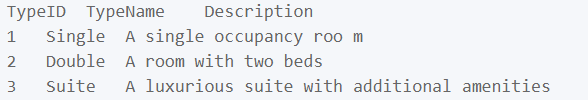 TypeID TypeName Description
1 Single A single occupancy roo m
2 Double A room with two beds
3 Suite A luxurious suite with additional amenities